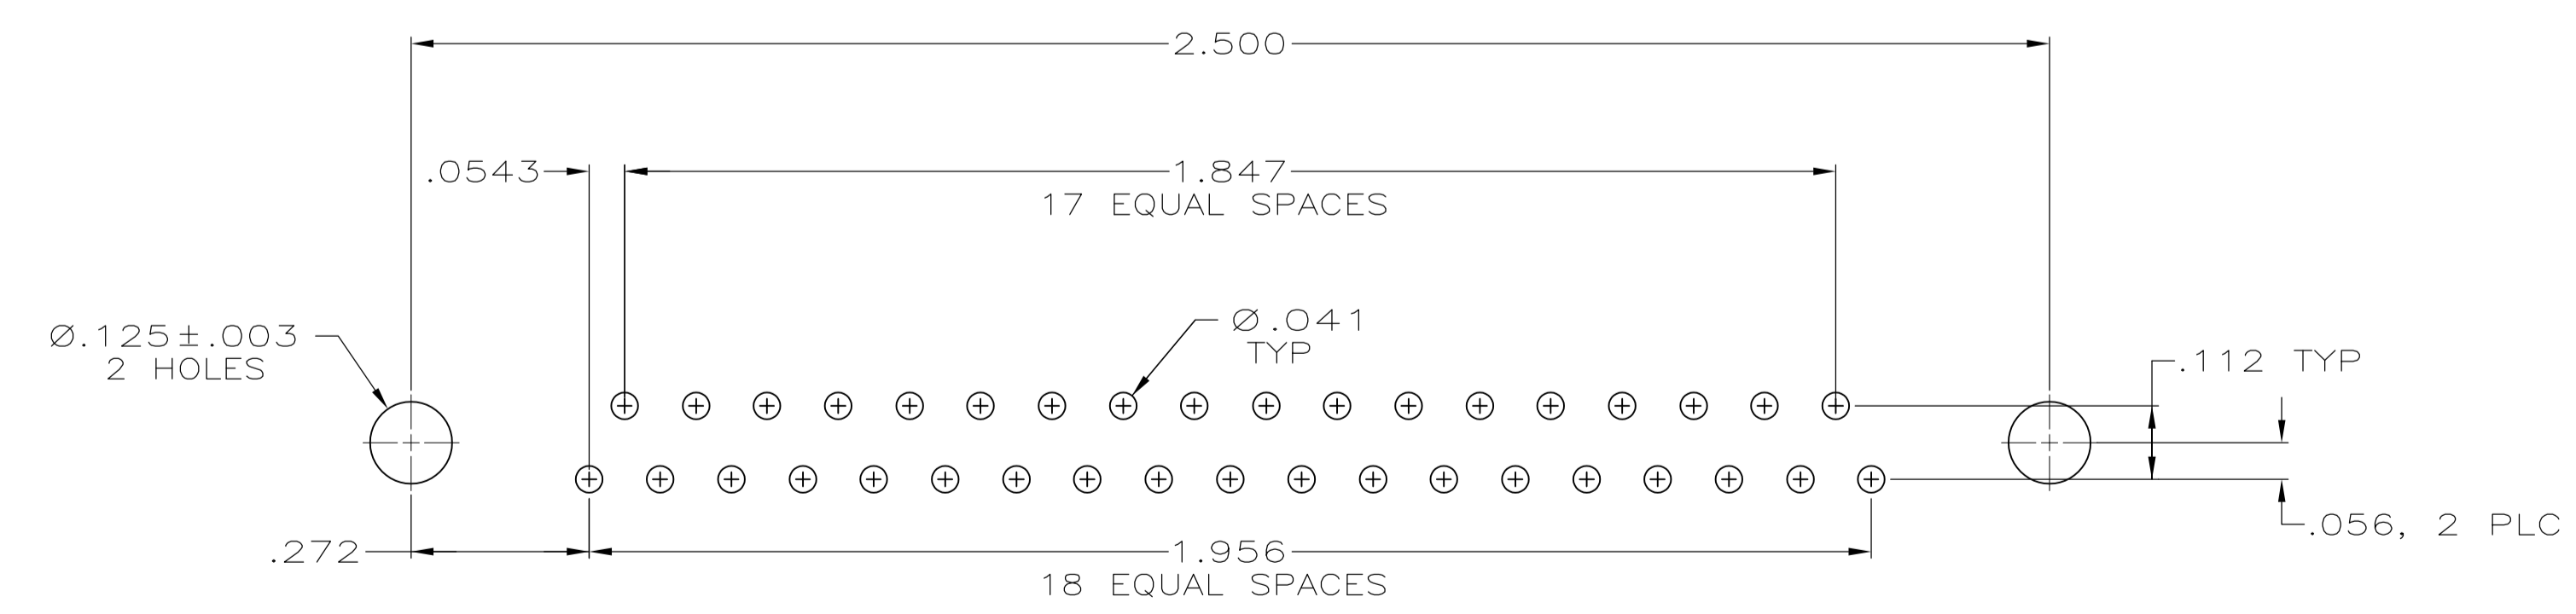 2.500
.0543
1.847
17 EQUAL SPACES
Ø.125±.003
2 HOLES
Ø.041
TYP
.112 TYP
.056, 2 PLC
.272
1.956
18 EQUAL SPACES